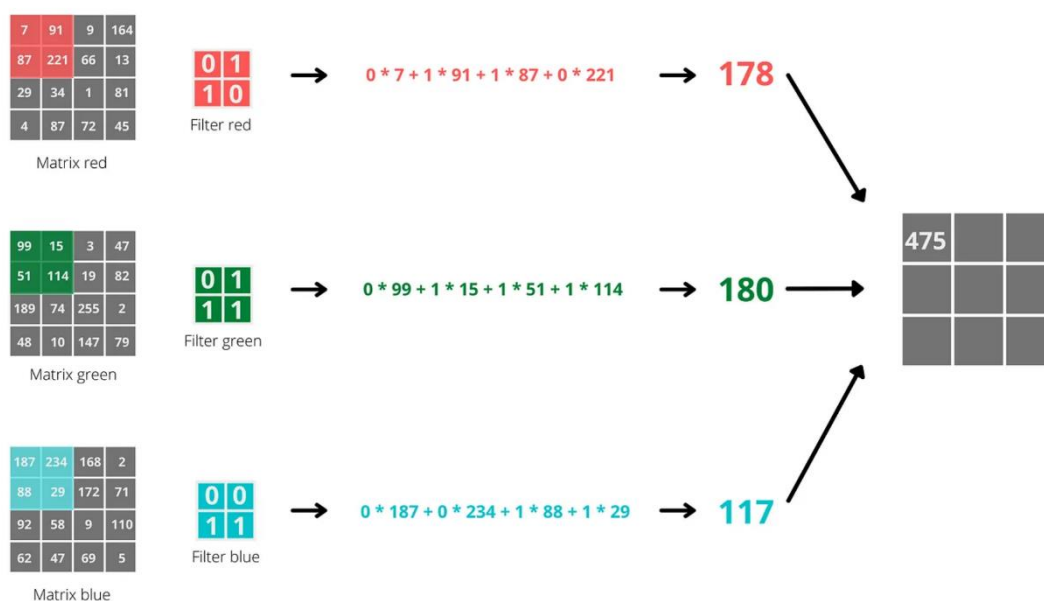 7 91 9 164
87 221 66 13
29 34 1 81
4 87 72 45
Matrix red
0 1
1 0
Filter red
0 * 7 + 1 * 91 + 1 * 87 + 0 * 221
178
99 15 3 47
51 114 19 82
189 74 255 2
48 10 147 79
Matrix green
0 1
1 1
Filter green
0 * 99 + 1 * 15 + 1 * 51 + 1 * 114
180
475
187 234 168 2
88 29 172 71
92 58 9 110
62 47 69 5
Matrix blue
0 0
1 1
Filter blue
0 * 187 + 0 * 234 + 1 * 88 + 1 * 29
117